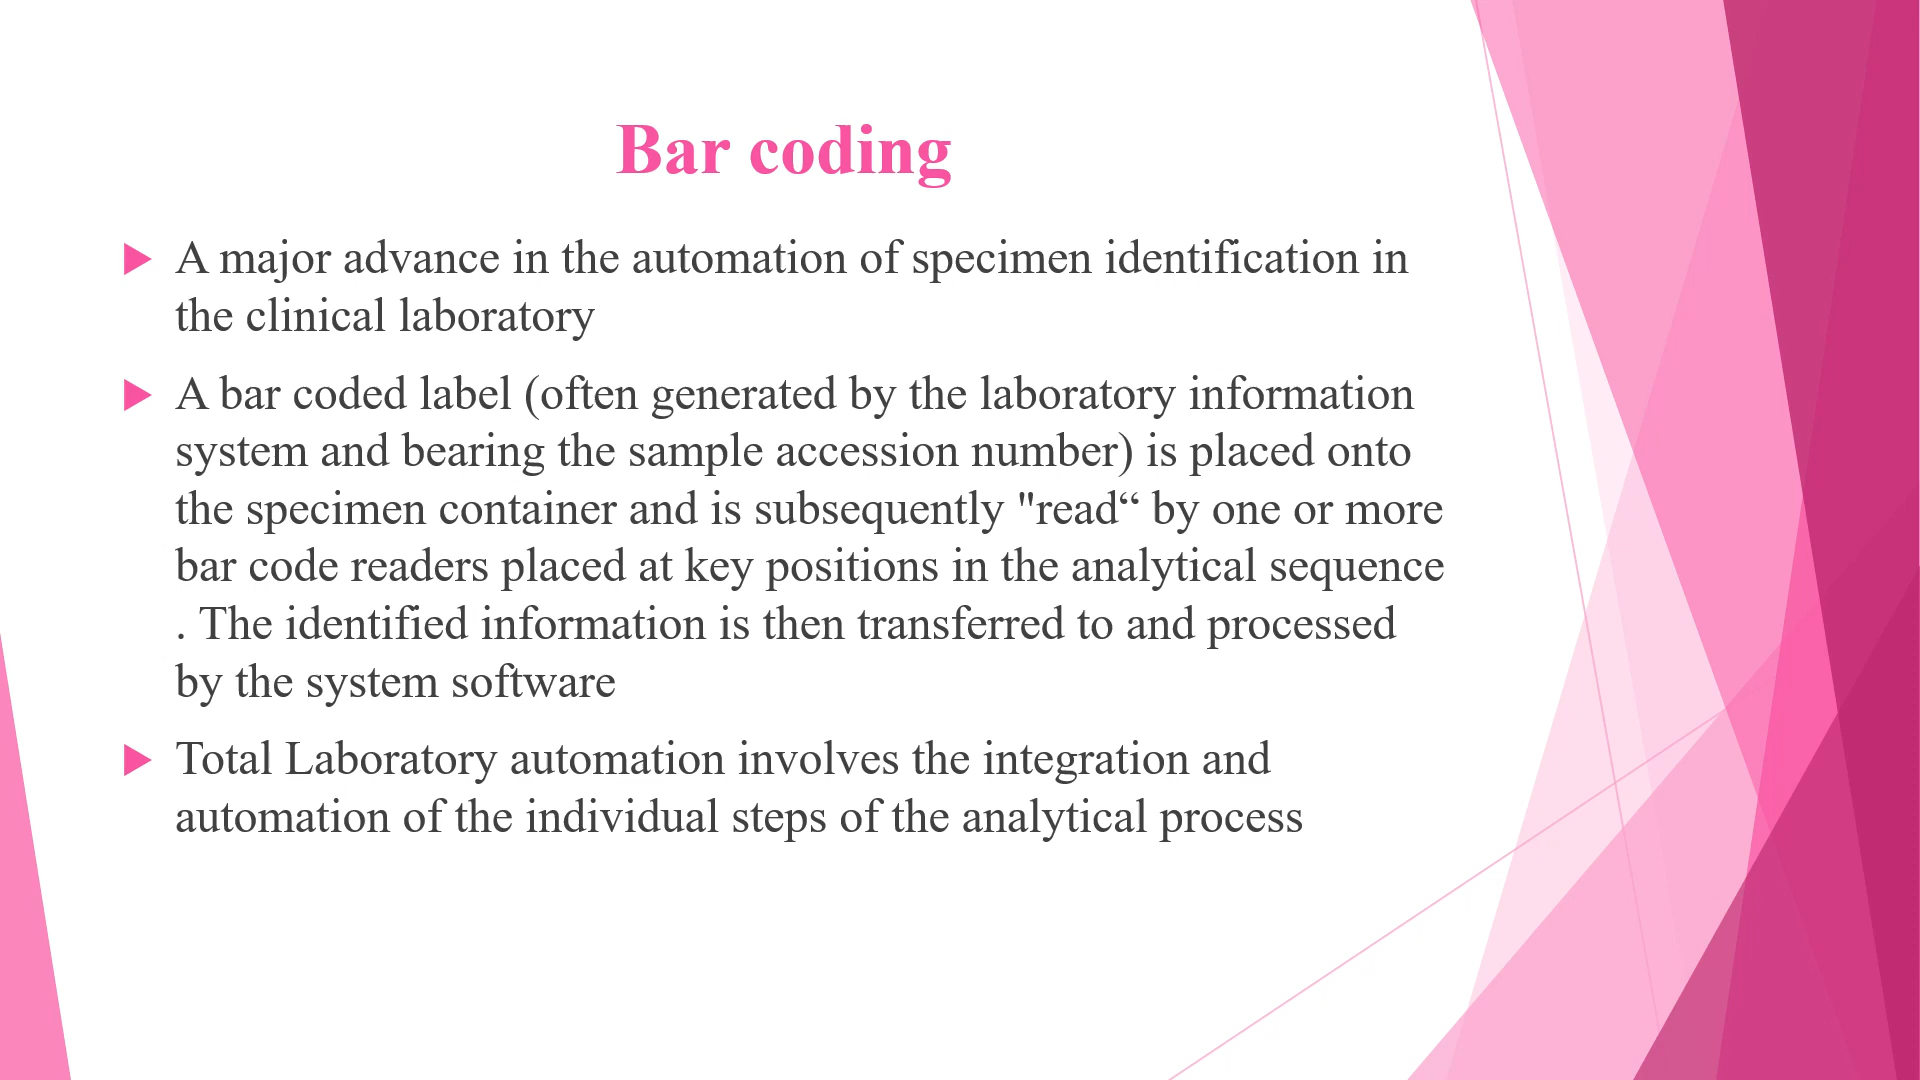 Bar coding
A major advance in the automation of specimen identification in
the clinical laboratory
A bar coded label (often generated by the laboratory information
system and bearing the sample accession number) is placed onto
the specimen container and is subsequently "read“ by one or more
bar code readers placed at key positions in the analytical sequence
. The identified information is then transferred to and processed
by the system software
Total Laboratory automation involves the integration and
automation of the individual steps of the analytical process